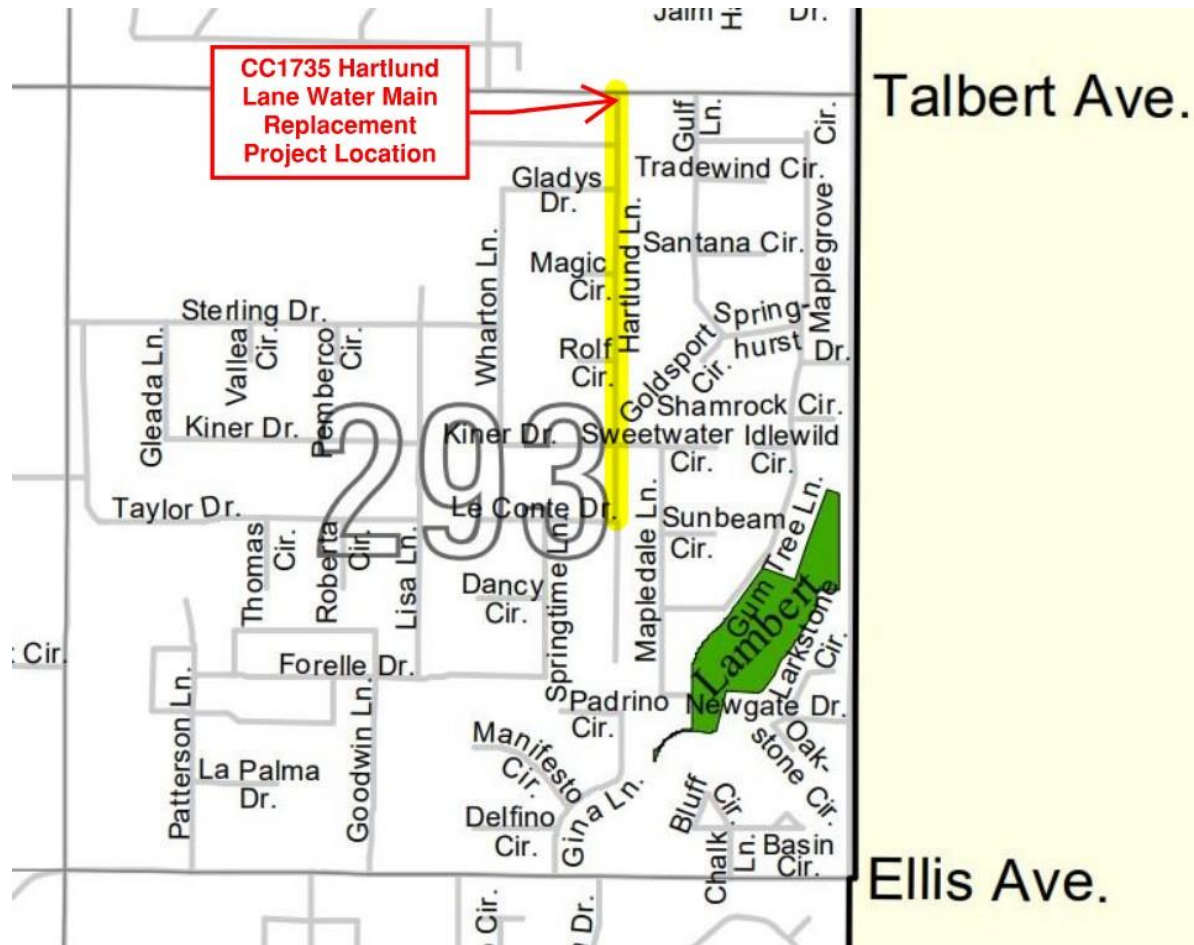 Jalm
Dr.
CC1735 Hartlund
Lane Water Main
Replacement
Project Location
Talbert Ave.
Gulf
Ln.
Cir.
Tradewind Cir.
Gladys
Dr.
Hartlund Ln.
Maplegrove
Santana Cir.
Wharton Ln.
Magic
Cir.
Sterling Dr.
Spring-
hurst
Dr.
Gleada Ln.
Vallea
Cir.
Pemberco
Cir.
Rolf
Cir.
Goldsport
Cir.
Shamrock Cir.
Kiner Dr.
293
Kiner Dr.
Sweetwater
Cir.
Idlewild
Cir.
Taylor Dr.
Le Conte Dr.
Thomas
Cir.
Roberta
Cir.
Lisa Ln.
Springtime Ln.
Mapledale Ln.
Sunbeam
Cir.
Gum Tree Ln.
Lambert
Larkstone
Cir.
Dancy
Cir.
Cir.
Forelle Dr.
Patterson Ln.
Goodwin Ln.
Padrino
Cir.
Newgate Dr.
Oak-
stone Cir.
Manifesto
Cir.
La Palma
Dr.
Delfino
Cir.
Gina Ln.
Bluff
Cir.
Chalk
Ln.
Basin
Cir.
Ellis Ave.
Cir.
Dr.